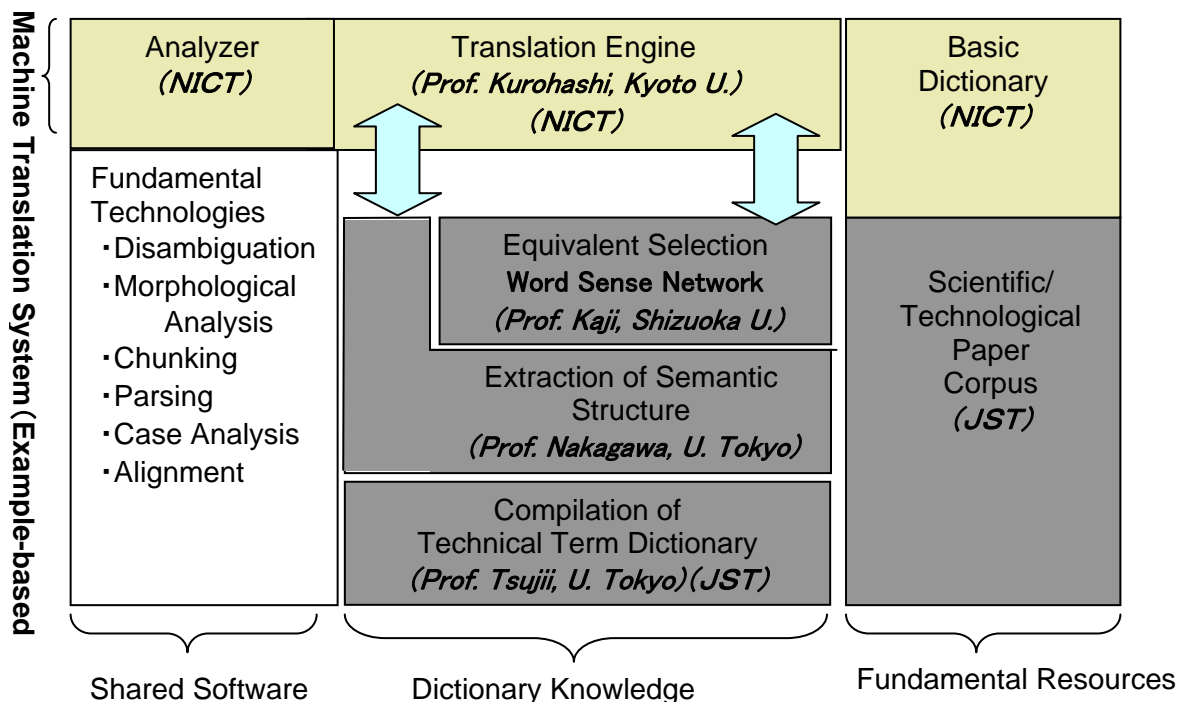 Machine Translation System(Example-based
Analyzer
(NICT)
Translation Engine
(Prof. Kurohashi, Kyoto U.)
(NICT)
Basic
Dictionary
(NICT)
Fundamental
Technologies
・Disambiguation
・Morphological
Analysis
・Chunking
・Parsing
・Case Analysis
・Alignment
Equivalent Selection
Word Sense Network
(Prof. Kaji, Shizuoka U.)
Extraction of Semantic
Structure
(Prof. Nakagawa, U. Tokyo)
Compilation of
Technical Term Dictionary
(Prof. Tsujii, U. Tokyo)(JST)
Scientific/
Technological
Paper
Corpus
(JST)
Shared Software
Dictionary Knowledge
Fundamental Resources